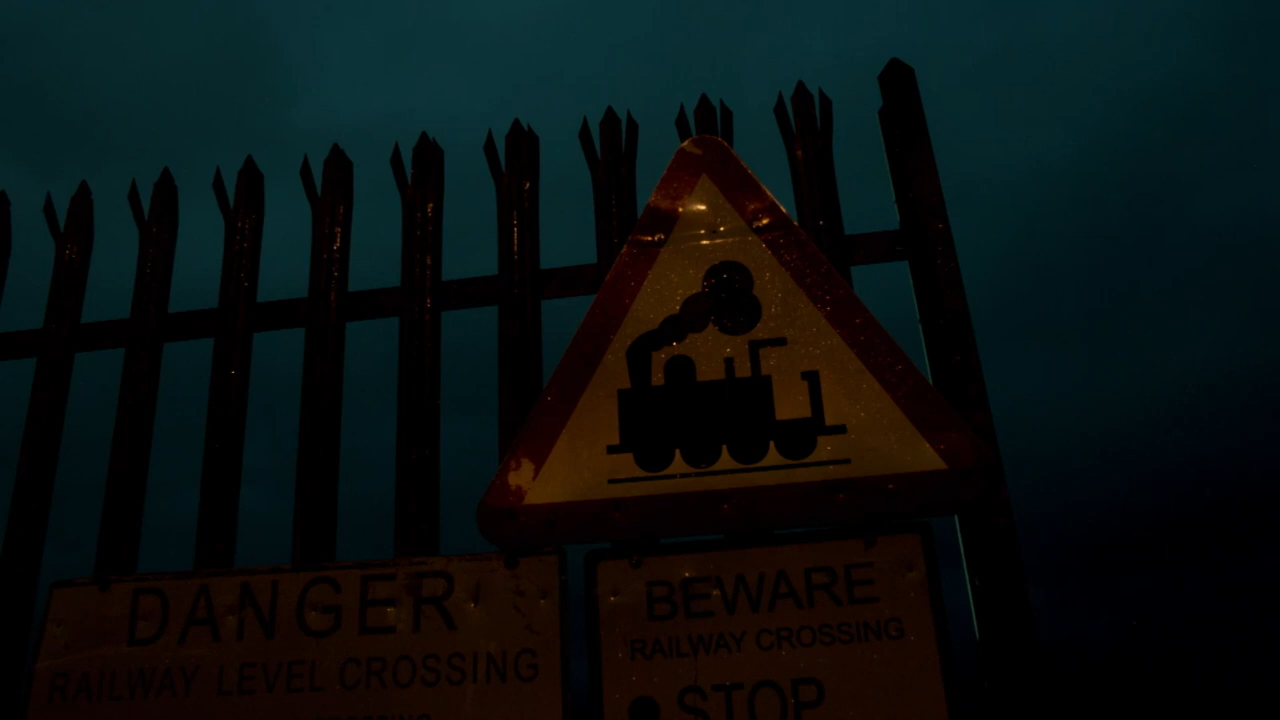 DANGER
RAILWAY LEVEL CROSSING
BEWARE
RAILWAY CROSSING
STOP